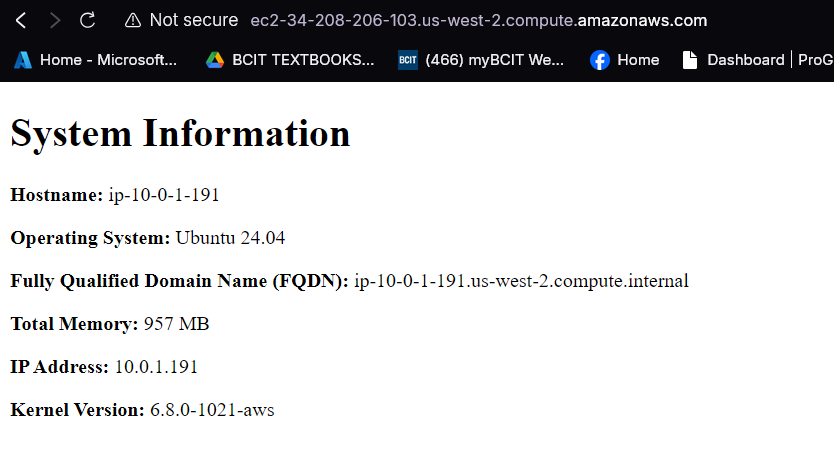 Not secure ec2-34-208-206-103.us-west-2.compute.amazonaws.com
Home - Microsoft... BCIT TEXTBOOKS... BCIT (466) myBCIT We... Home Dashboard | ProG
System Information
Hostname: ip-10-0-1-191
Operating System: Ubuntu 24.04
Fully Qualified Domain Name (FQDN): ip-10-0-1-191.us-west-2.compute.internal
Total Memory: 957 MB
IP Address: 10.0.1.191
Kernel Version: 6.8.0-1021-aws